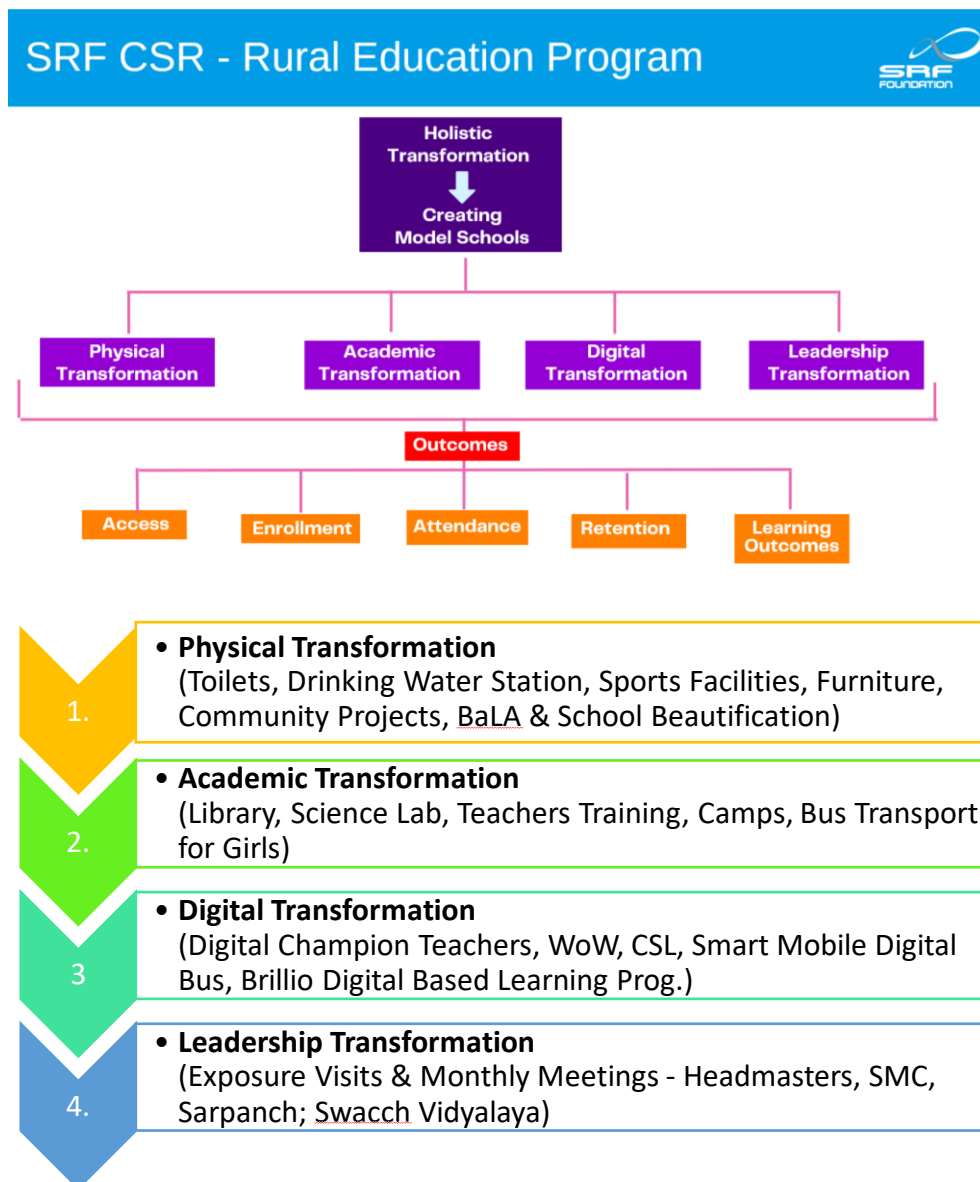 SRF CSR - Rural Education Program
SRF
FOUNDATION
Holistic
Transformation
Creating
Model Schools
Physical
Transformation
Academic
Transformation
Digital
Transformation
Leadership
Transformation
Outcomes
Access
Enrollment
Attendance
Retention
Learning
Outcomes
1.
• Physical Transformation
(Toilets, Drinking Water Station, Sports Facilities, Furniture,
Community Projects, BaLA & School Beautification)
2.
• Academic Transformation
(Library, Science Lab, Teachers Training, Camps, Bus Transport
for Girls)
3
• Digital Transformation
(Digital Champion Teachers, WoW, CSL, Smart Mobile Digital
Bus, Brillio Digital Based Learning Prog.)
4.
• Leadership Transformation
(Exposure Visits & Monthly Meetings - Headmasters, SMC,
Sarpanch; Swacch Vidyalaya)